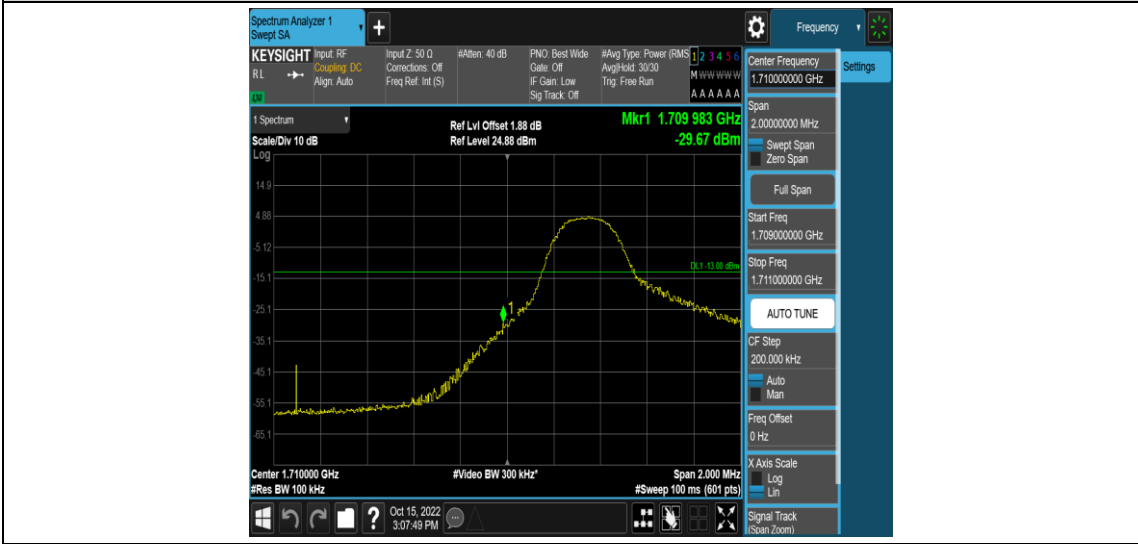 Spectrum Analyzer 1
Swept SA
+
Frequency
KEYSIGHT
RL
Input: RF
Coupling: DC
Align: Auto
Input Z: 50 Ω
Corrections: Off
Freq Ref: Int (S)
#Atten: 40 dB
PNO: Best Wide
Gate: Off
IF Gain: Low
Sig Track: Off
#Avg Type: Power (RMS
Avg|Hold: 30/30
Trig: Free Run
1 2 3 4 5 6
M W W W W W
A A A A A A
1 Spectrum
Scale/Div 10 dB
Log
Ref Lvl Offset 1.88 dB
Ref Level 24.88 dBm
Mkr1 1.709 983 GHz
-29.67 dBm
14.9
4.88
-5.12
-15.1
-25.1
-35.1
-45.1
-55.1
-65.1
DL1 -13.00 dBm
1
Center 1.710000 GHz
#Res BW 100 kHz
#Video BW 300 kHz*
Span 2.000 MHz
#Sweep 100 ms (601 pts)
?
Oct 15, 2022
3:07:49 PM
Center Frequency
1.710000000 GHz
Settings
Span
2.00000000 MHz
Swept Span
Zero Span
Full Span
Start Freq
1.709000000 GHz
Stop Freq
1.711000000 GHz
AUTO TUNE
CF Step
200.000 kHz
Auto
Man
Freq Offset
0 Hz
X Axis Scale
Log
Lin
Signal Track
(Span Zoom)